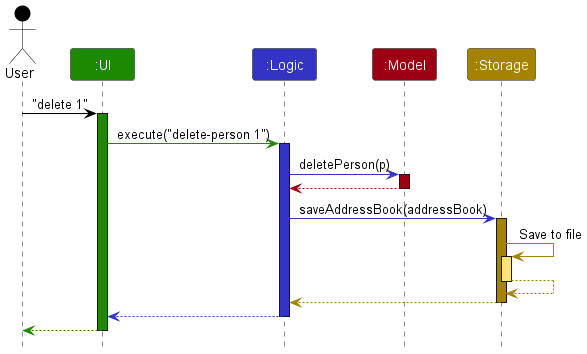 User
:UI
:Logic
:Model
:Storage
"delete 1"
execute("delete-person 1")
deletePerson(p)
saveAddressBook(addressBook)
Save to file